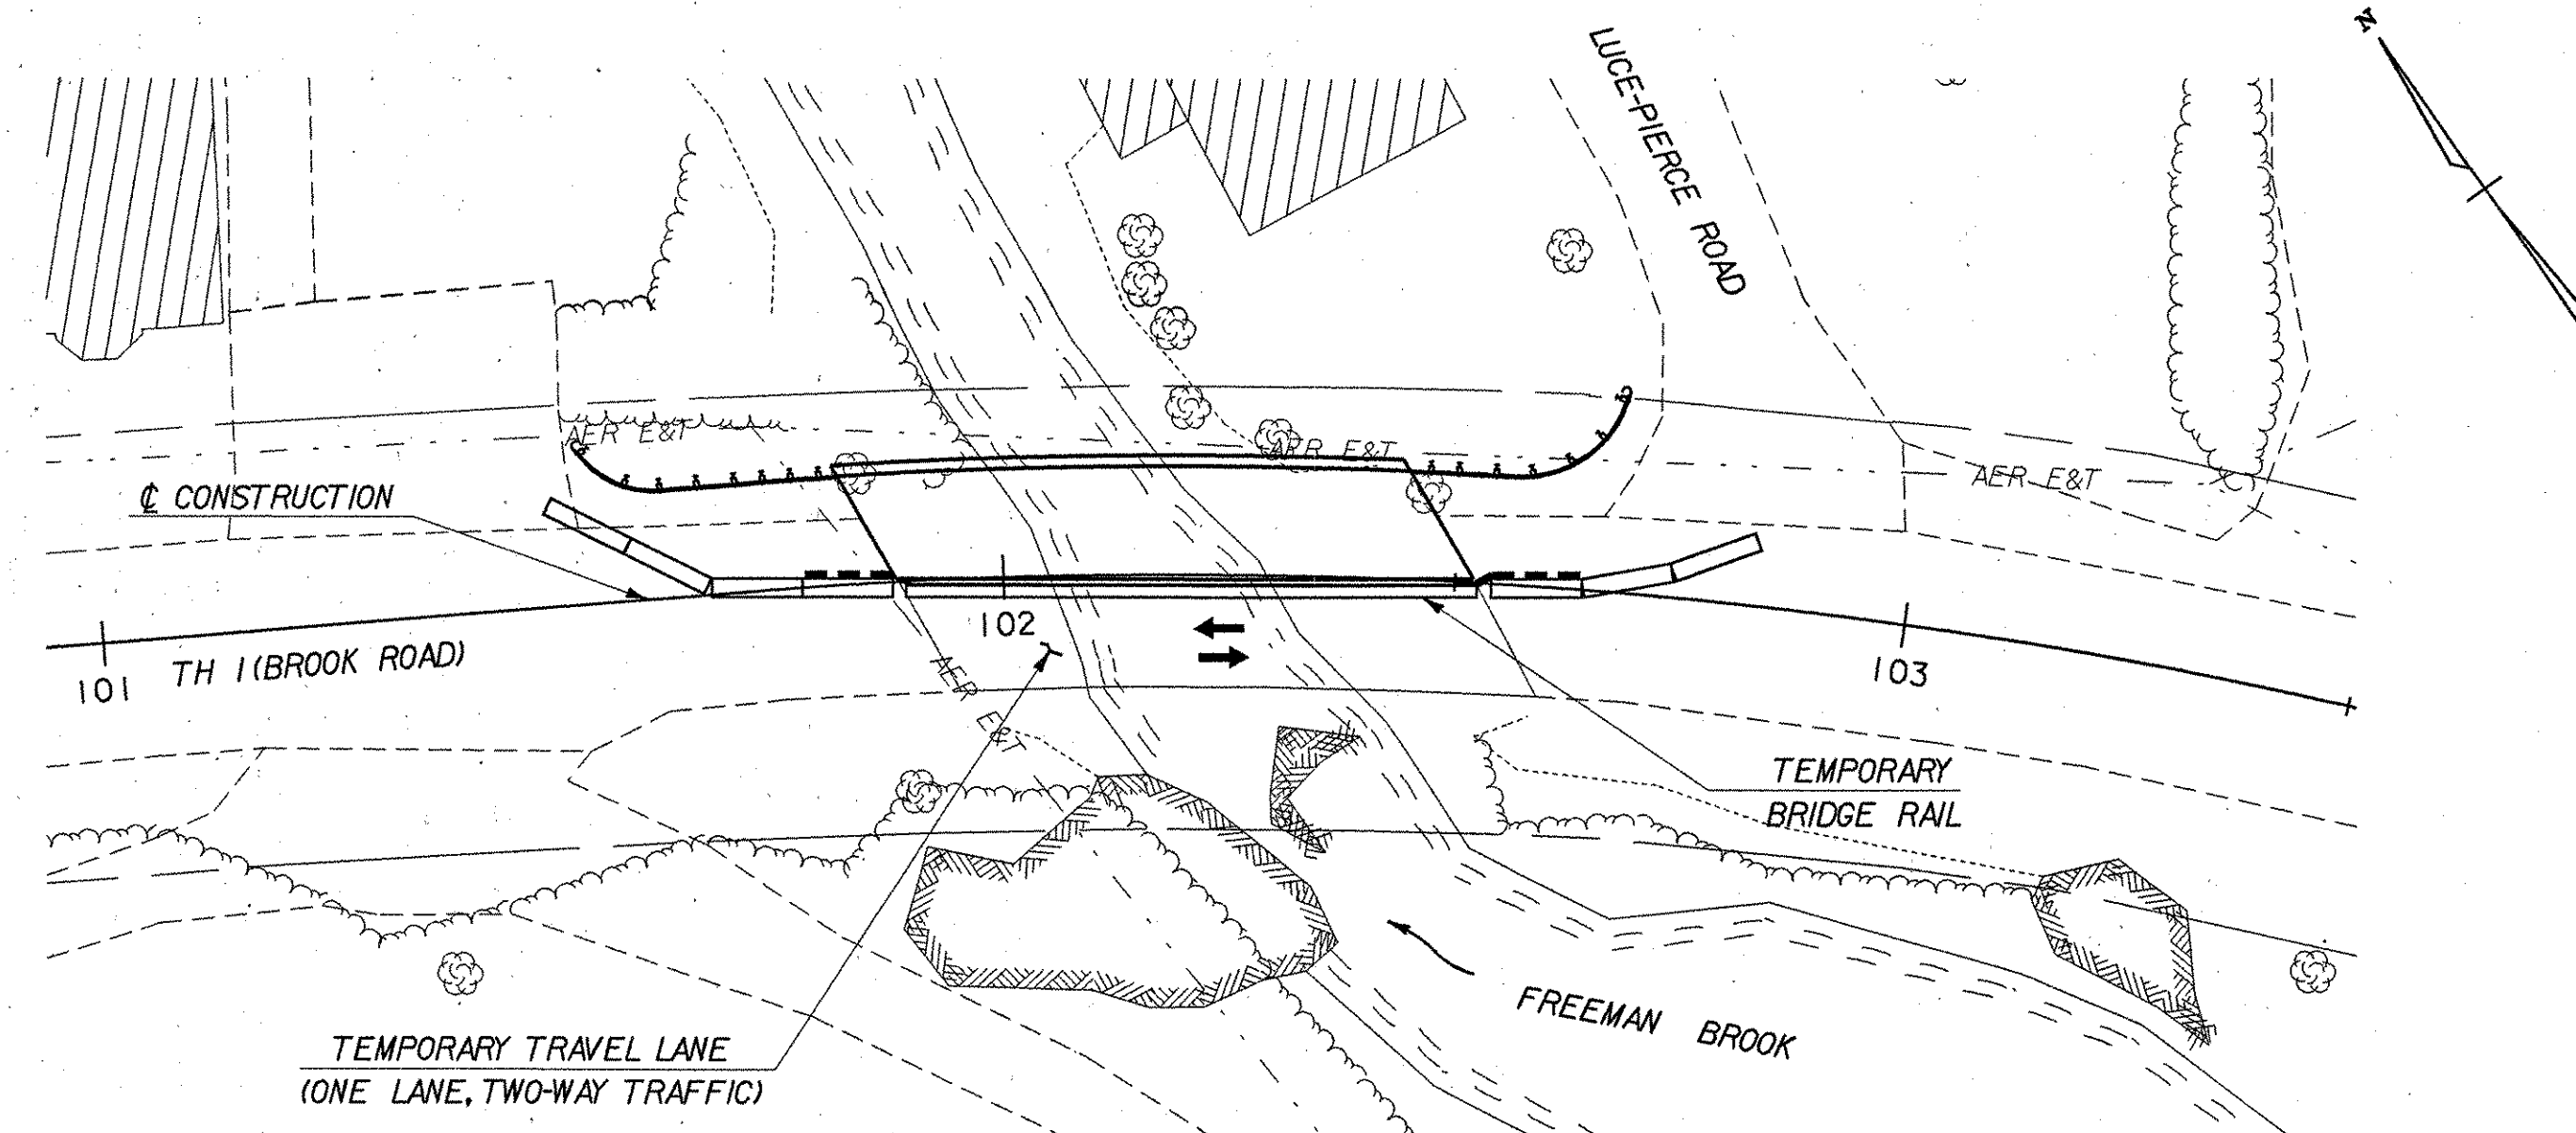 N
LUCE-PIERCE ROAD
AER E&T
AER E&T
AER E&T
℄ CONSTRUCTION
102
101
TH 1 (BROOK ROAD)
103
AER E&T
TEMPORARY
BRIDGE RAIL
FREEMAN BROOK
TEMPORARY TRAVEL LANE
(ONE LANE, TWO-WAY TRAFFIC)